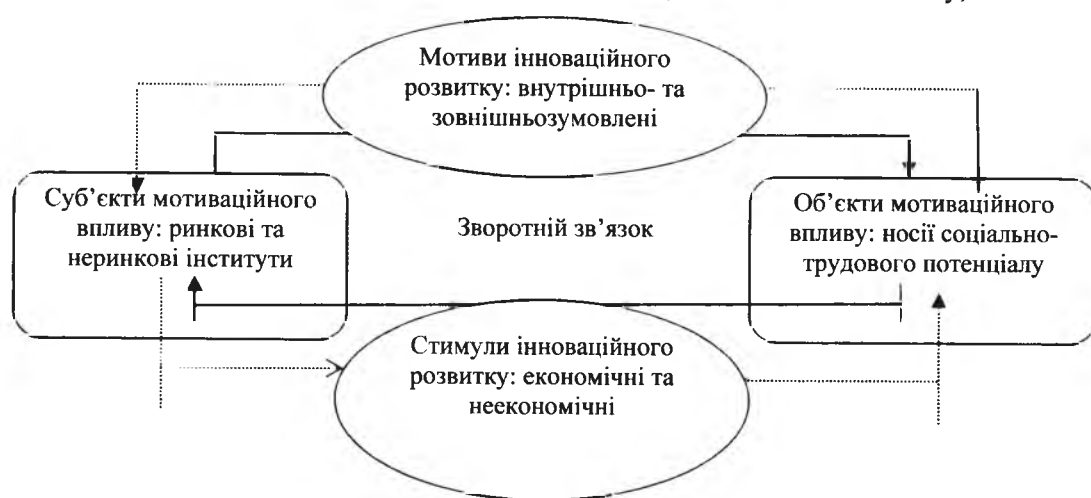 Мотиви інноваційного
розвитку: внутрішньо- та
зовнішньозумовлені
Суб’єкти мотиваційного
впливу: ринкові та
неринкові інститути
Зворотній зв’язок
Об’єкти мотиваційного
впливу: носії соціально-
трудового потенціалу
Стимули інноваційного
розвитку: економічні та
неекономічні